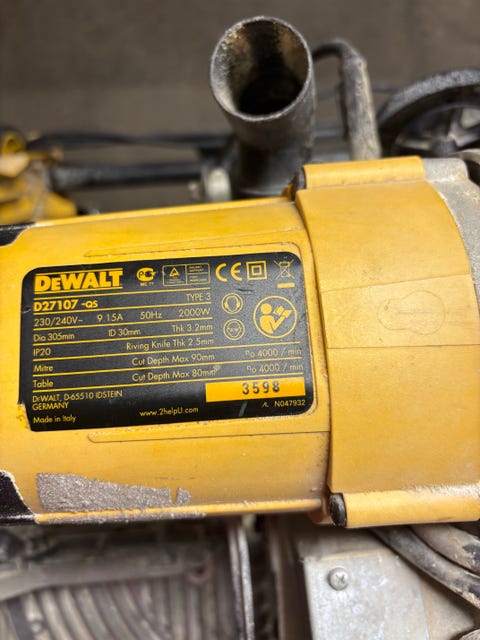 DEWALT
D27107 -QS TYPE 3
230/240V~ 9.15A 50Hz 2000W
Dia 305mm ID 30mm Thk 3.2mm
IP20 Riving Knife Thk 2.5mm
Mitre Cut Depth Max 90mm no 4000 / min
Table Cut Depth Max 80mm no 4000 / min
DEWALT, D-65510 IDSTEIN
GERMANY
3598
Made in Italy
www.2helpU.com
N047932
CE